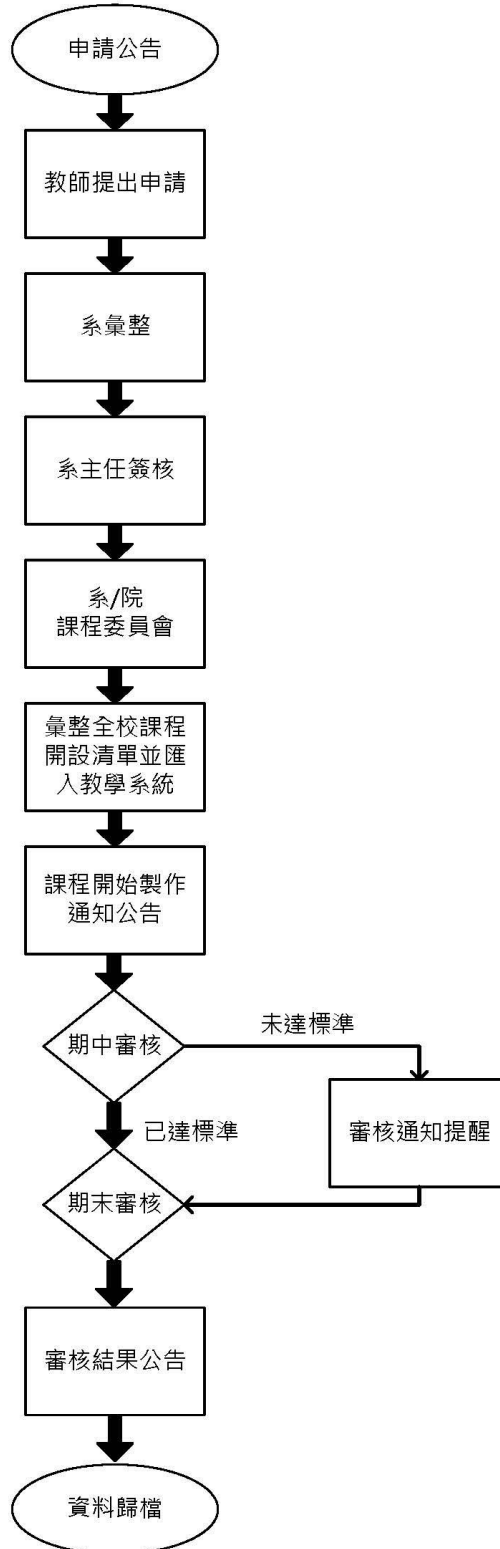 申請公告
教師提出申請
系彙整
系主任簽核
系/院
課程委員會
彙整全校課程
開設清單並匯
入教學系統
課程開始製作
通知公告
期中審核
未達標準
已達標準
審核通知提醒
期末審核
審核結果公告
資料歸檔